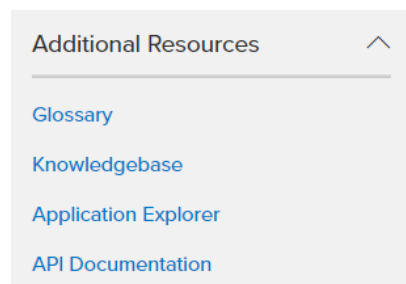 Additional Resources
Glossary
Knowledgebase
Application Explorer
API Documentation